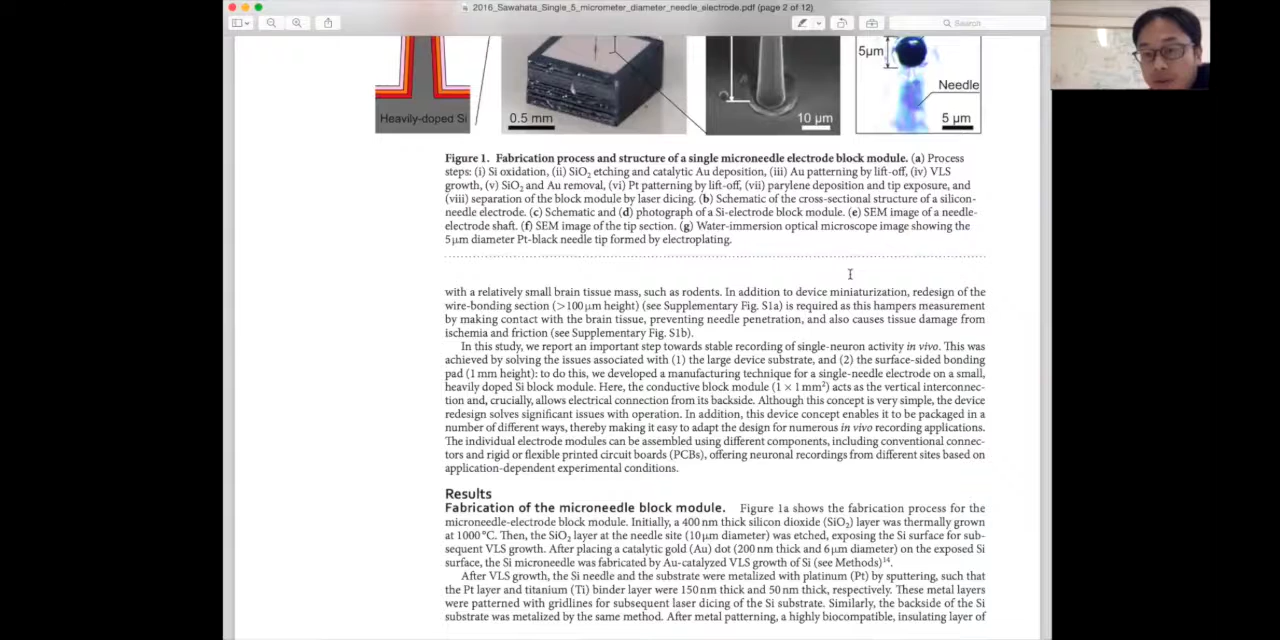 2016_Sawahata_Single_5_micrometer_diameter_needle_electrode.pdf (page 2 of 12)
Search
5μm
Needle
Heavily-doped Si
0.5 mm
10 μm
5 μm
Figure 1. Fabrication process and structure of a single microneedle electrode block module. (a) Process
steps: (i) Si oxidation, (ii) SiO2 etching and catalytic Au deposition, (iii) Au patterning by lift-off, (iv) VLS
growth, (v) SiO2 and Au removal, (vi) Pt patterning by lift-off, (vii) parylene deposition and tip exposure, and
(viii) separation of the block module by laser dicing. (b) Schematic of the cross-sectional structure of a silicon-
needle electrode. (c) Schematic and (d) photograph of a Si-electrode block module. (e) SEM image of a needle-
electrode shaft. (f) SEM image of the tip section. (g) Water-immersion optical microscope image showing the
5μm diameter Pt-black needle tip formed by electroplating.
with a relatively small brain tissue mass, such as rodents. In addition to device miniaturization, redesign of the
wire-bonding section (>100μm height) (see Supplementary Fig. S1a) is required as this hampers measurement
by making contact with the brain tissue, preventing needle penetration, and also causes tissue damage from
ischemia and friction (see Supplementary Fig. S1b).
In this study, we report an important step towards stable recording of single-neuron activity in vivo. This was
achieved by solving the issues associated with (1) the large device substrate, and (2) the surface-sided bonding
pad (1 mm height): to do this, we developed a manufacturing technique for a single-needle electrode on a small,
heavily doped Si block module. Here, the conductive block module (1 × 1 mm²) acts as the vertical interconnec-
tion and, crucially, allows electrical connection from its backside. Although this concept is very simple, the device
redesign solves significant issues with operation. In addition, this device concept enables it to be packaged in a
number of different ways, thereby making it easy to adapt the design for numerous in vivo recording applications.
The individual electrode modules can be assembled using different components, including conventional connec-
tors and rigid or flexible printed circuit boards (PCBs), offering neuronal recordings from different sites based on
application-dependent experimental conditions.
Results
Fabrication of the microneedle block module. Figure 1a shows the fabrication process for the
microneedle-electrode block module. Initially, a 400 nm thick silicon dioxide (SiO2) layer was thermally grown
at 1000 °C. Then, the SiO2 layer at the needle site (10μm diameter) was etched, exposing the Si surface for sub-
sequent VLS growth. After placing a catalytic gold (Au) dot (200 nm thick and 6μm diameter) on the exposed Si
surface, the Si microneedle was fabricated by Au-catalyzed VLS growth of Si (see Methods)14.
After VLS growth, the Si needle and the substrate were metalized with platinum (Pt) by sputtering, such that
the Pt layer and titanium (Ti) binder layer were 150 nm thick and 50 nm thick, respectively. These metal layers
were patterned with gridlines for subsequent laser dicing of the Si substrate. Similarly, the backside of the Si
substrate was metalized by the same method. After metal patterning, a highly biocompatible, insulating layer of